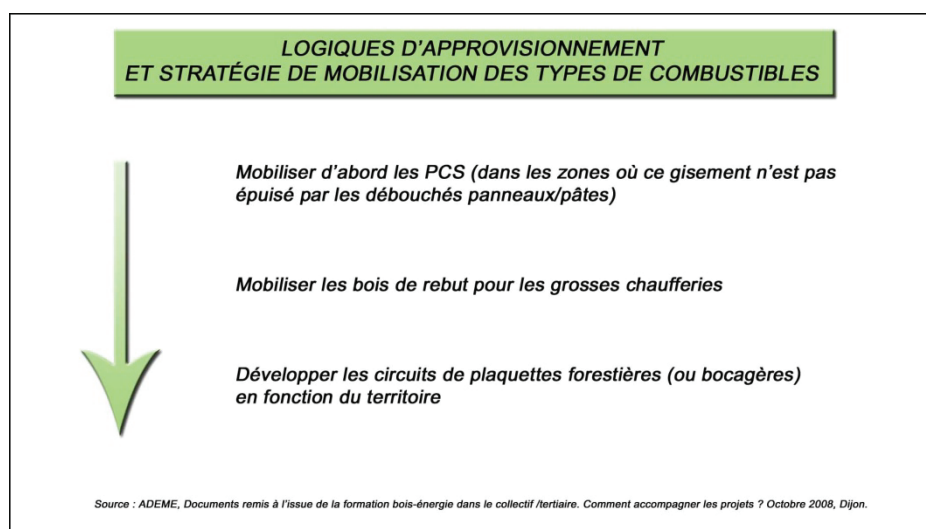 LOGIQUES D'APPROVISIONNEMENT
ET STRATÉGIE DE MOBILISATION DES TYPES DE COMBUSTIBLES
Mobiliser d'abord les PCS (dans les zones où ce gisement n'est pas
épuisé par les débouchés panneaux/pâtes)
Mobiliser les bois de rebut pour les grosses chaufferies
Développer les circuits de plaquettes forestières (ou bocagères)
en fonction du territoire
Source : ADEME, Documents remis à l'issue de la formation bois-énergie dans le collectif /tertiaire. Comment accompagner les projets ? Octobre 2008, Dijon.